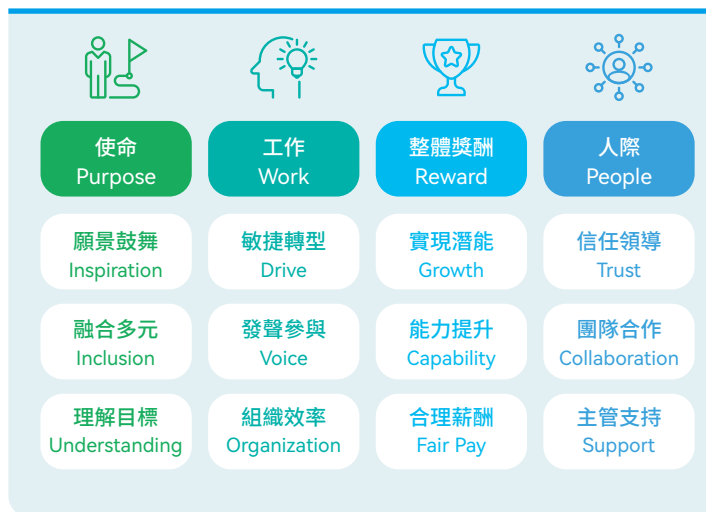 使命
Purpose
工作
Work
整體獎酬
Reward
人際
People
願景鼓舞
Inspiration
敏捷轉型
Drive
實現潛能
Growth
信任領導
Trust
融合多元
Inclusion
發聲參與
Voice
能力提升
Capability
團隊合作
Collaboration
理解目標
Understanding
組織效率
Organization
合理薪酬
Fair Pay
主管支持
Support